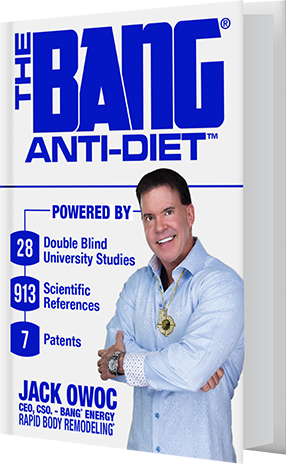 THE
BANG®
ANTI-DIET™
POWERED BY
28 Double Blind
University Studies
913 Scientific
References
7 Patents
JACK OWOC
CEO, CSO. - BANG® ENERGY
RAPID BODY REMODELING®